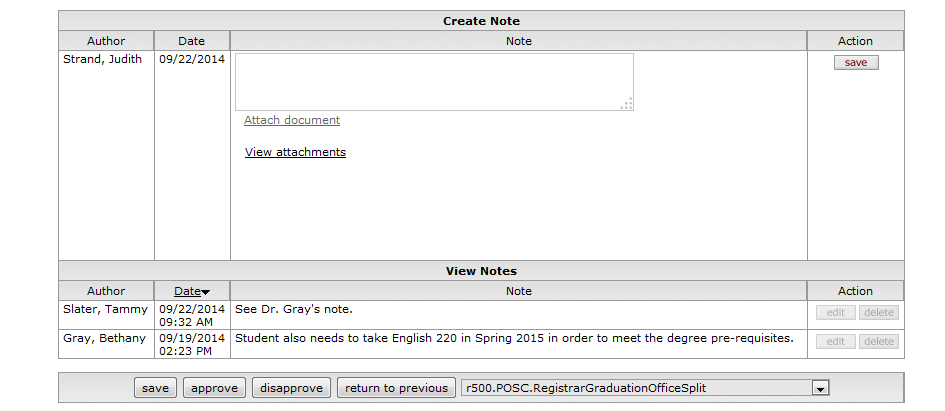 Create Note
Author Date Note Action
Strand, Judith 09/22/2014 save
Attach document
View attachments
View Notes
Author Date Note Action
Slater, Tammy 09/22/2014 See Dr. Gray's note. edit delete
09:32 AM
Gray, Bethany 09/19/2014 Student also needs to take English 220 in Spring 2015 in order to meet the degree pre-requisites. edit delete
02:23 PM
save approve disapprove return to previous r500.POSC.RegistrarGraduationOfficeSplit